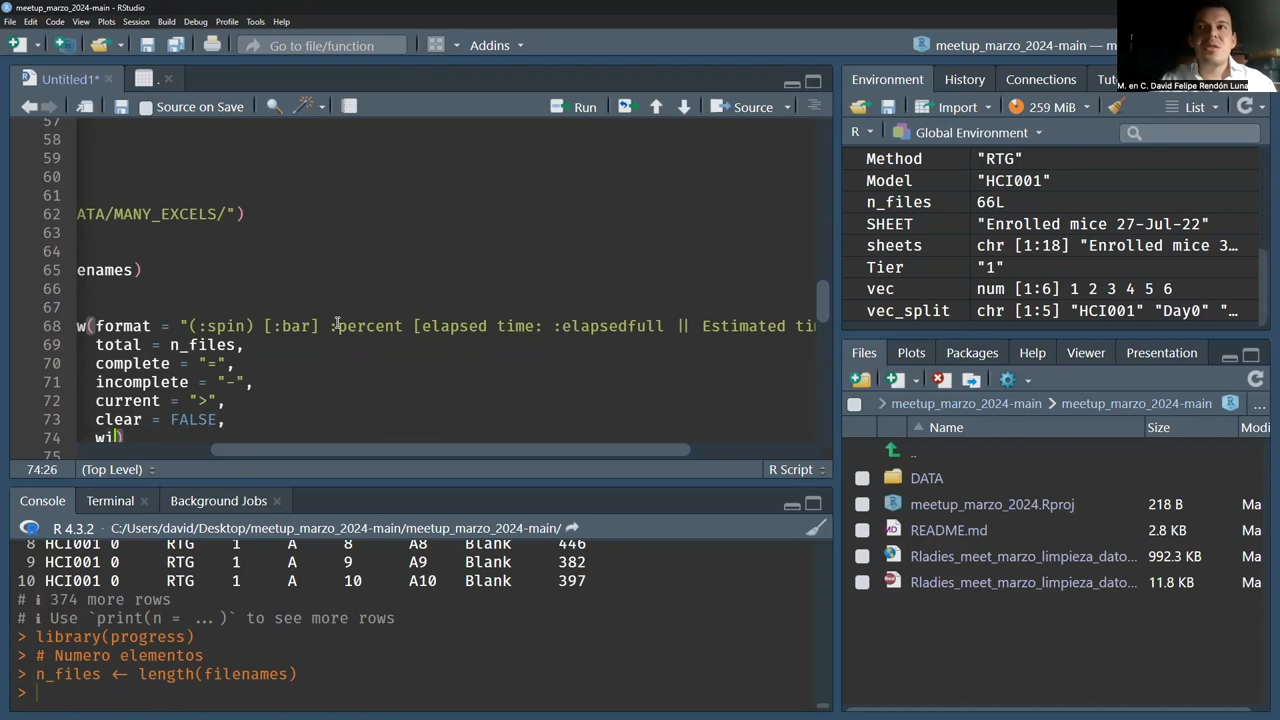 meetup_marzo_2024-main - RStudio
File Edit Code View Plots Session Build Debug Profile Tools Help
Go to file/function
Addins
meetup_marzo_2024-main —
M. en C. David Felipe Rendón Luna
Untitled1*
.
Source on Save
Run
Source
57
58
59
60
61
62 ATA/MANY_EXCELS/")
63
64
65 enames)
66
67
68 w(format = "(:spin) [:bar] :percent [elapsed time: :elapsedfull || Estimated tim
69 total = n_files,
70 complete = "=",
71 incomplete = "-",
72 current = ">",
73 clear = FALSE,
74 wi)
75
74:26 (Top Level) R Script
Console Terminal Background Jobs
R 4.3.2 · C:/Users/david/Desktop/meetup_marzo_2024-main/meetup_marzo_2024-main/
8 HCI001 0 RTG 1 A 8 A8 Blank 446
9 HCI001 0 RTG 1 A 9 A9 Blank 382
10 HCI001 0 RTG 1 A 10 A10 Blank 397
# ℹ 374 more rows
# ℹ Use `print(n = ...)` to see more rows
> library(progress)
> # Numero elementos
> n_files <- length(filenames)
>
Environment History Connections Tu
Import 259 MiB List
R Global Environment
Method "RTG"
Model "HCI001"
n_files 66L
SHEET "Enrolled mice 27-Jul-22"
sheets chr [1:18] "Enrolled mice 3…
Tier "1"
vec num [1:6] 1 2 3 4 5 6
vec_split chr [1:5] "HCI001" "Day0" "…
Files Plots Packages Help Viewer Presentation
meetup_marzo_2024-main > meetup_marzo_2024-main ...
Name Size Modi
..
DATA
meetup_marzo_2024.Rproj 218 B Ma
README.md 2.8 KB Ma
Rladies_meet_marzo_limpieza_dato... 992.3 KB Ma
Rladies_meet_marzo_limpieza_dato... 11.8 KB Ma